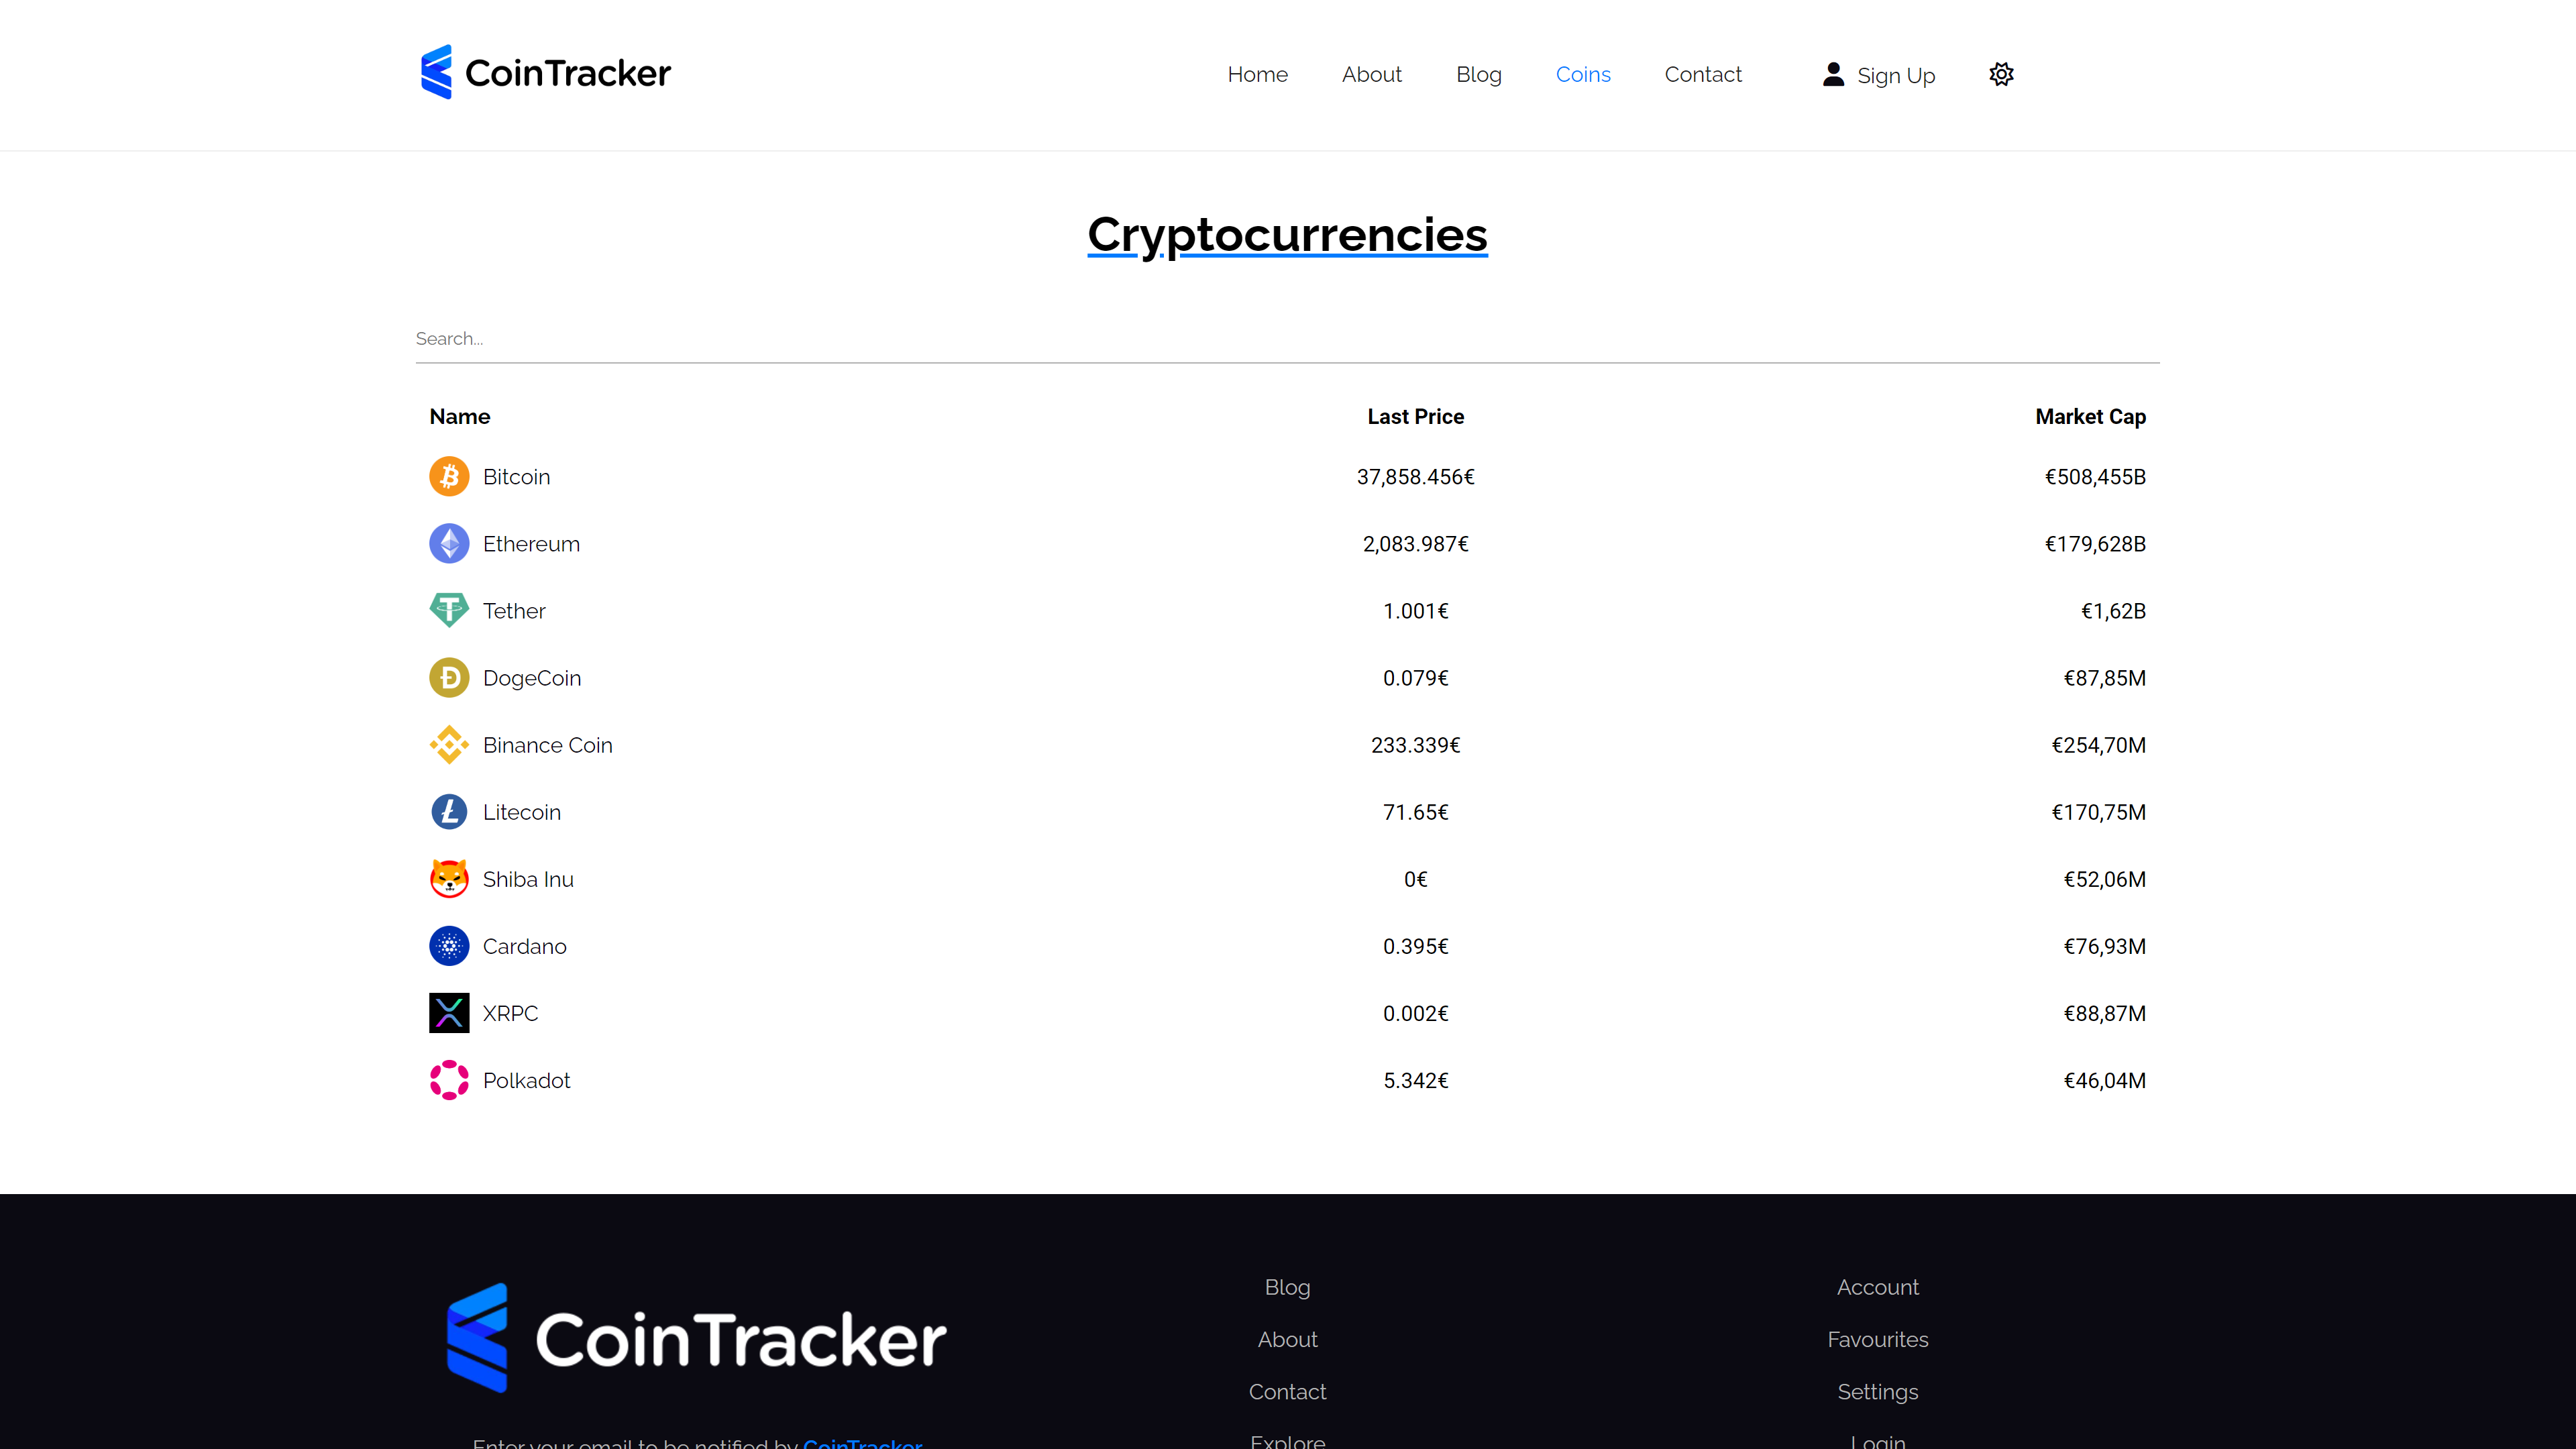 CoinTracker
Home About Blog Coins Contact Sign Up
Cryptocurrencies
Search...
Name Last Price Market Cap
Bitcoin 37,858.456€ €508,455B
Ethereum 2,083.987€ €179,628B
Tether 1.001€ €1,62B
DogeCoin 0.079€ €87,85M
Binance Coin 233.339€ €254,70M
Litecoin 71.65€ €170,75M
Shiba Inu 0€ €52,06M
Cardano 0.395€ €76,93M
XRPC 0.002€ €88,87M
Polkadot 5.342€ €46,04M
CoinTracker
Enter your email to be notified by CoinTracker
Blog
About
Contact
Explore
Account
Favourites
Settings
Login